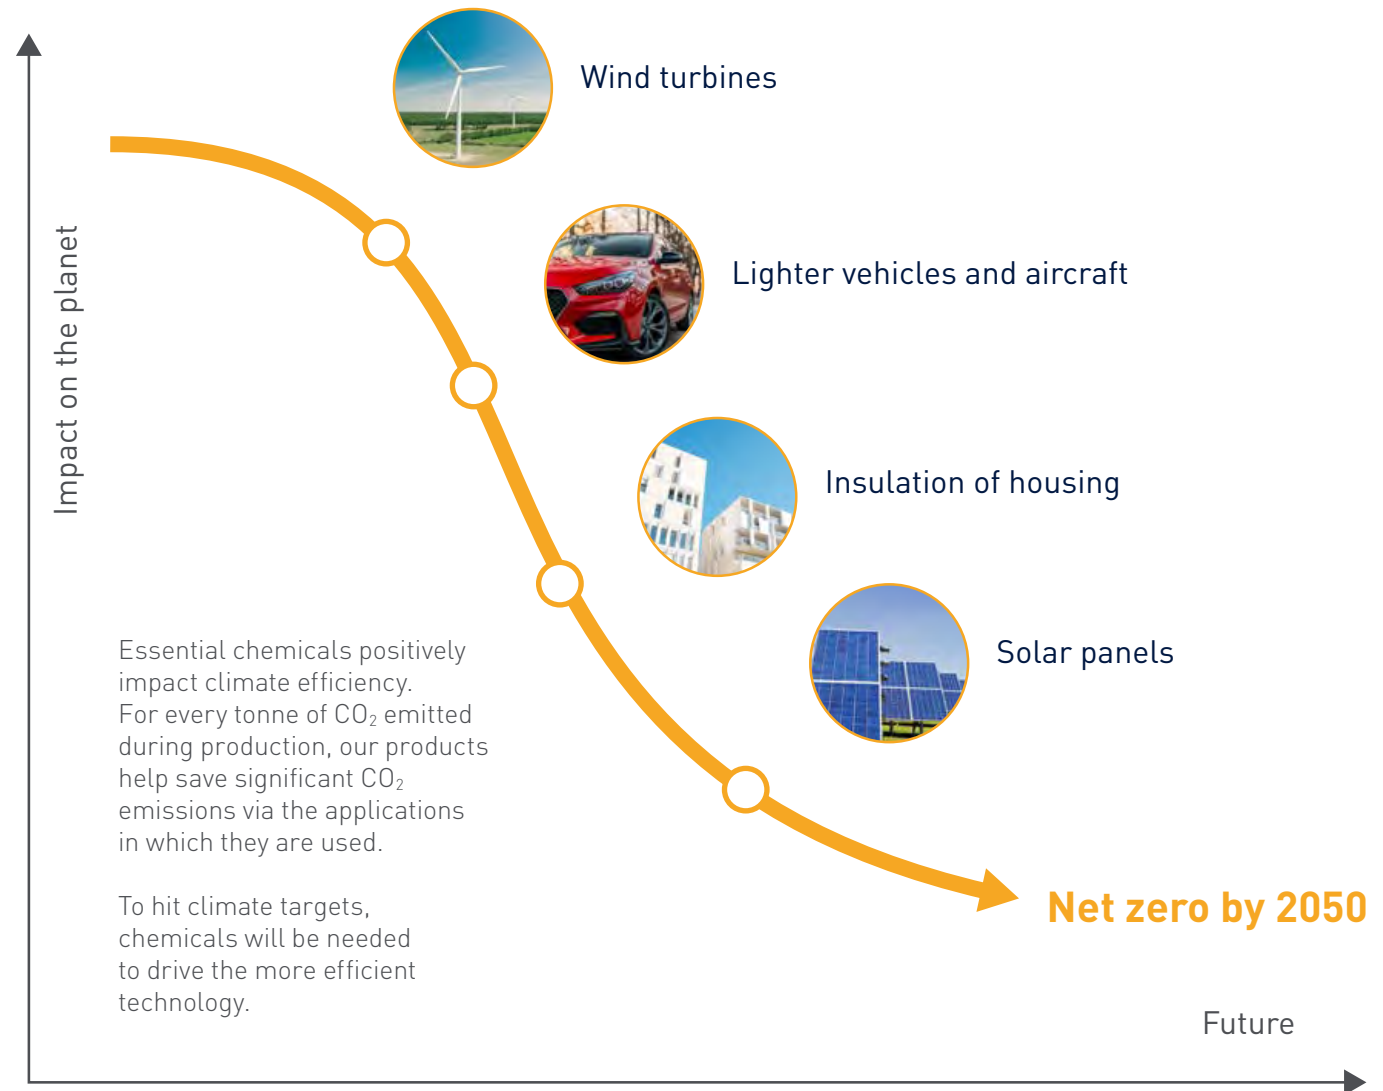 Wind turbines
Impact on the planet
Lighter vehicles and aircraft
Insulation of housing
Solar panels
Essential chemicals positively
impact climate efficiency.
For every tonne of CO₂ emitted
during production, our products
help save significant CO₂
emissions via the applications
in which they are used.
To hit climate targets,
chemicals will be needed
to drive the more efficient
technology.
Net zero by 2050
Future